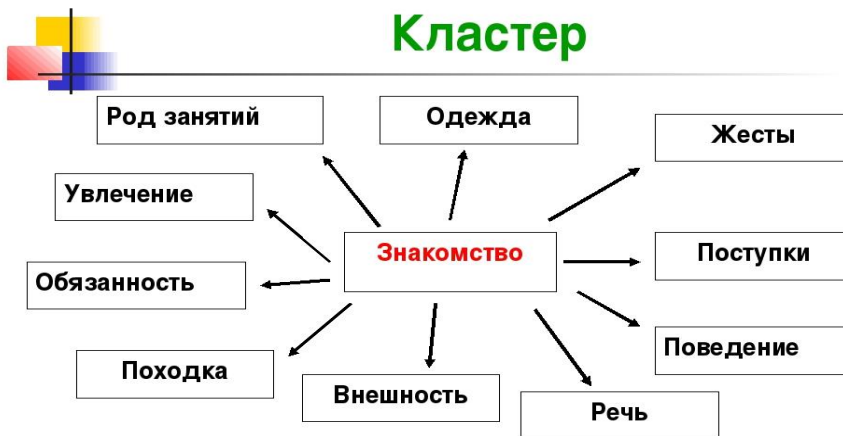 Кластер
Род занятий
Одежда
Жесты
Увлечение
Знакомство
Поступки
Обязанность
Поведение
Походка
Внешность
Речь